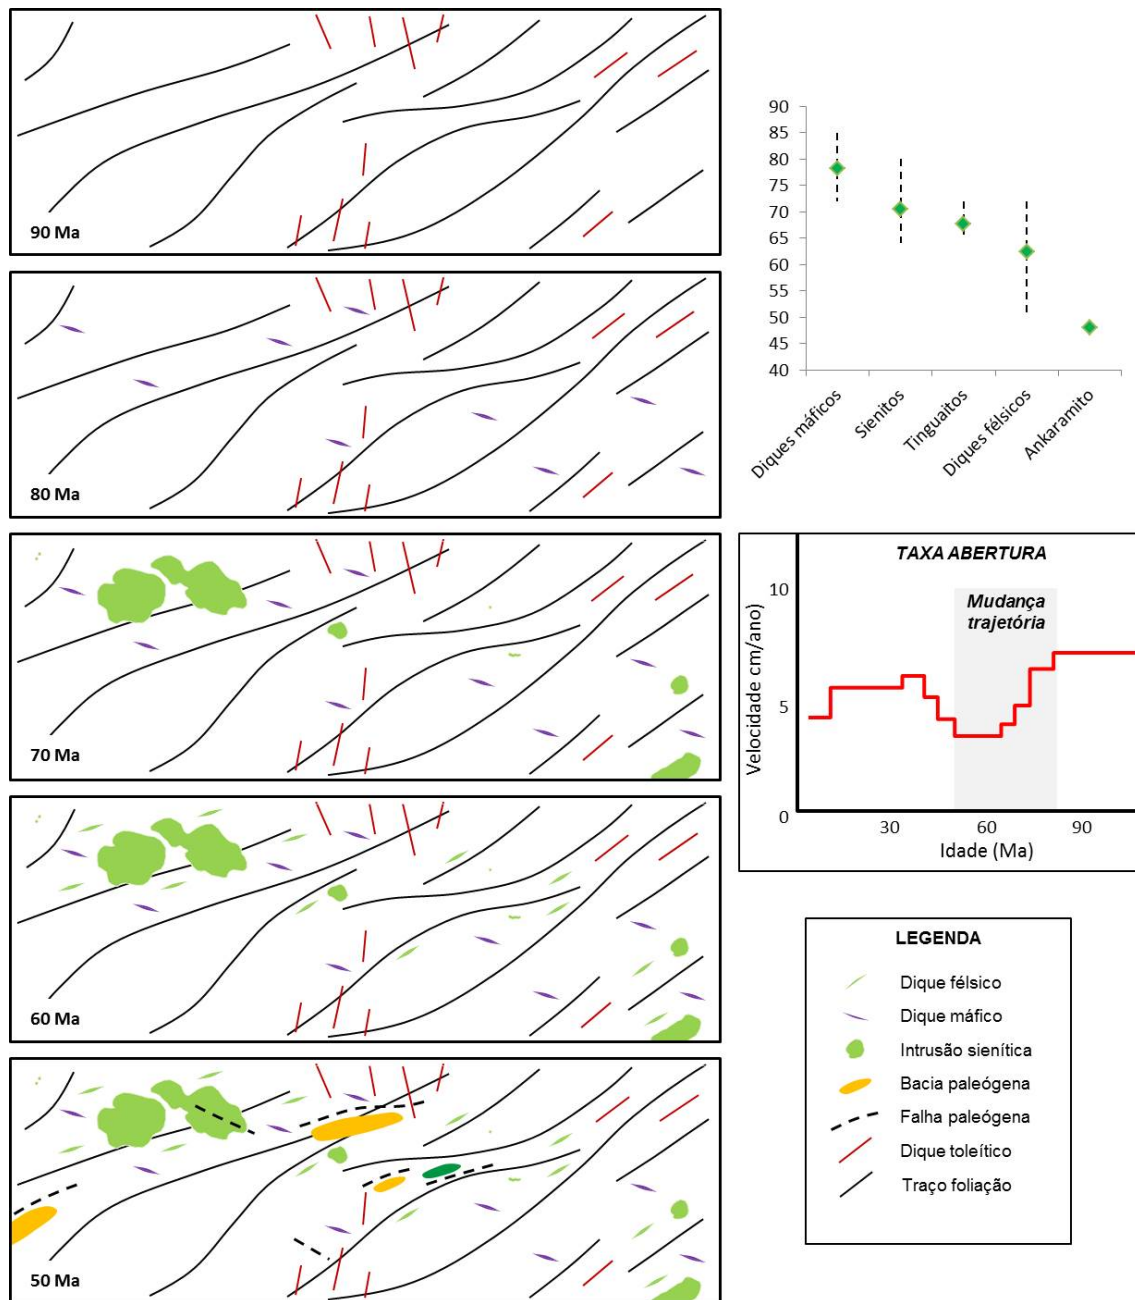 90 Ma
80 Ma
70 Ma
60 Ma
50 Ma
90
85
80
75
70
65
60
55
50
45
40
Diques máficos
Sienitos
Tinguaitos
Diques félsicos
Ankaramito
TAXA ABERTURA
Mudança
trajetória
Velocidade cm/ano)
10
5
0
30
60
90
Idade (Ma)
LEGENDA
Dique félsico
Dique máfico
Intrusão sienítica
Bacia paleógena
Falha paleógena
Dique toleítico
Traço foliação